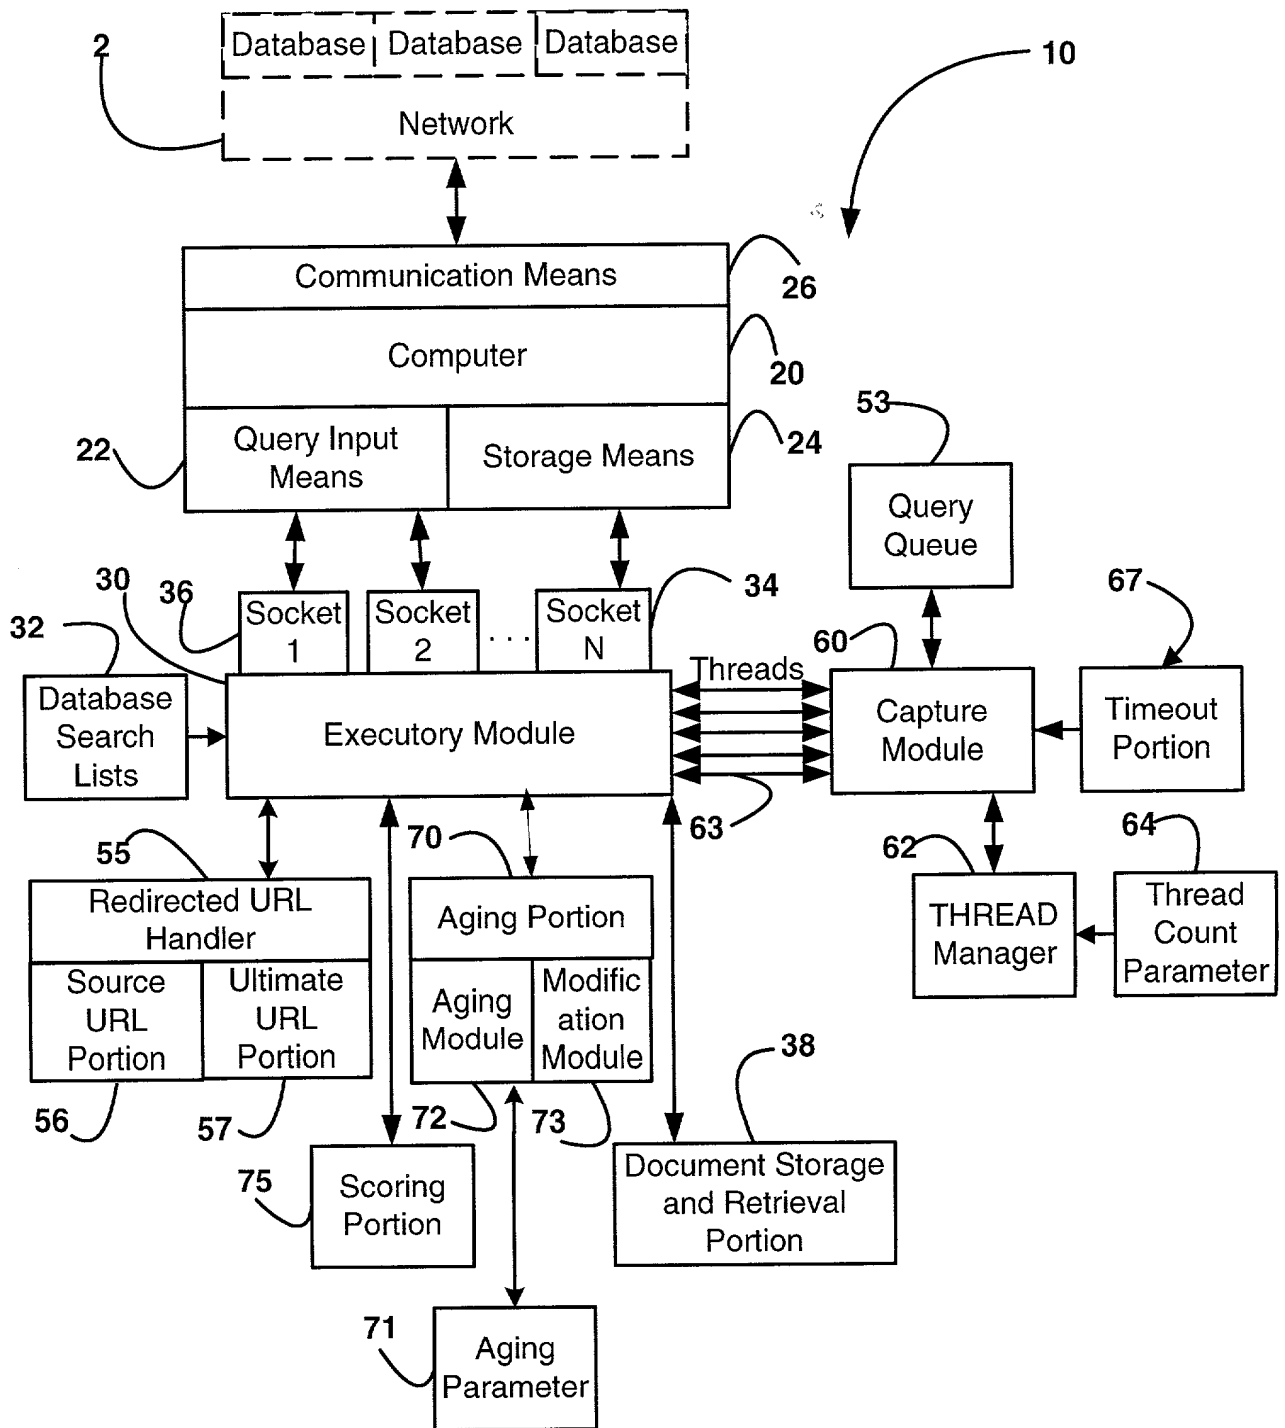 2
Database Database Database
10
Network
Communication Means
26
Computer
20
22
Query Input
Means
Storage Means
24
53
Query
Queue
30
36
34
67
32
Socket
1
Socket
2
. . .
Socket
N
60
Threads
Database
Search
Lists
Executory Module
Capture
Module
Timeout
Portion
63
55
70
62
64
Redirected URL
Handler
Source
URL
Portion
Ultimate
URL
Portion
Aging Portion
Aging
Module
Modific
ation
Module
THREAD
Manager
Thread
Count
Parameter
38
56
57
72
73
75
Scoring
Portion
Document Storage
and Retrieval
Portion
71
Aging
Parameter